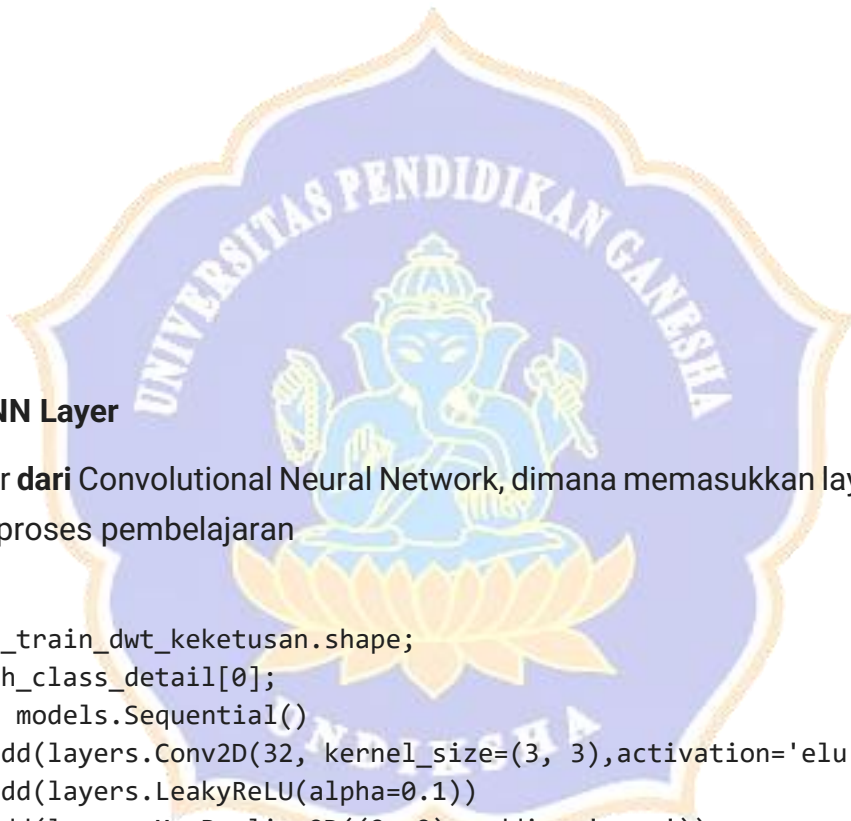 UNIVERSITAS PENDIDIKAN GANESHA
NN Layer
r dari Convolutional Neural Network, dimana memasukkan lay
proses pembelajaran
_train_dwt_keketusan.shape;
h_class_detail[0];
models.Sequential()
dd(layers.Conv2D(32, kernel_size=(3, 3),activation='elu
dd(layers.LeakyReLU(alpha=0.1))
UNDIKSHA